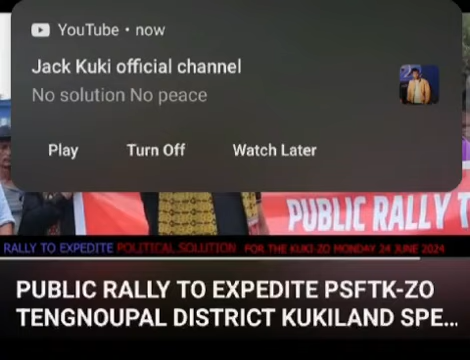 YouTube • now
Jack Kuki official channel
No solution No peace
Play Turn Off Watch Later
PUBLIC RALLY T
RALLY TO EXPEDITE POLITICAL SOLUTION FOR THE KUKI-ZO MONDAY 24 JUNE 2024
PUBLIC RALLY TO EXPEDITE PSFTK-ZO
TENGNOUPAL DISTRICT KUKILAND SPE...